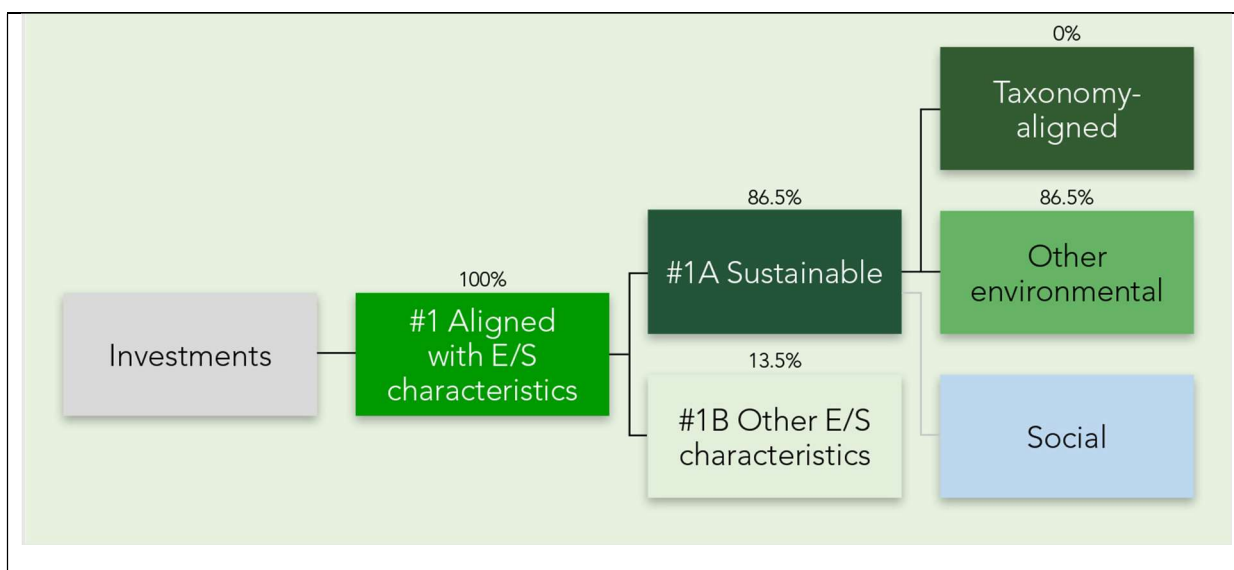 Investments
100%
#1 Aligned
with E/S
characteristics
86.5%
#1A Sustainable
13.5%
#1B Other E/S
characteristics
0%
Taxonomy-
aligned
86.5%
Other
environmental
Social